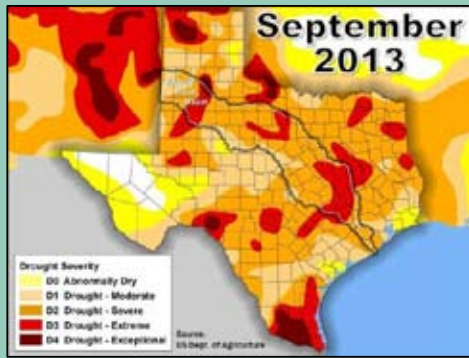 September
2013
Drought Severity
D0 Abnormally Dry
D1 Drought - Moderate
D2 Drought - Severe
D3 Drought - Extreme
D4 Drought - Exceptional
Source:
US Dept. of Agriculture